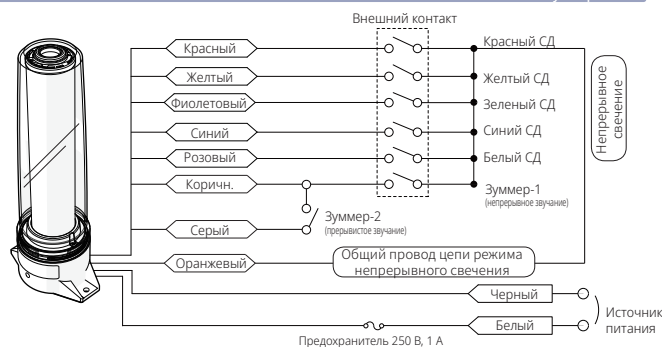 Внешний контакт
Красный
Красный СД
Желтый
Желтый СД
Фиолетовый
Зеленый СД
Синий
Синий СД
Розовый
Белый СД
Коричн.
Зуммер-1
(непрерывное звучание)
Зуммер-2
(прерывистое звучание)
Серый
Непрерывное
свечение
Оранжевый
Общий провод цепи режима
непрерывного свечения
Черный
Белый
Источник
питания
Предохранитель 250 В, 1 А